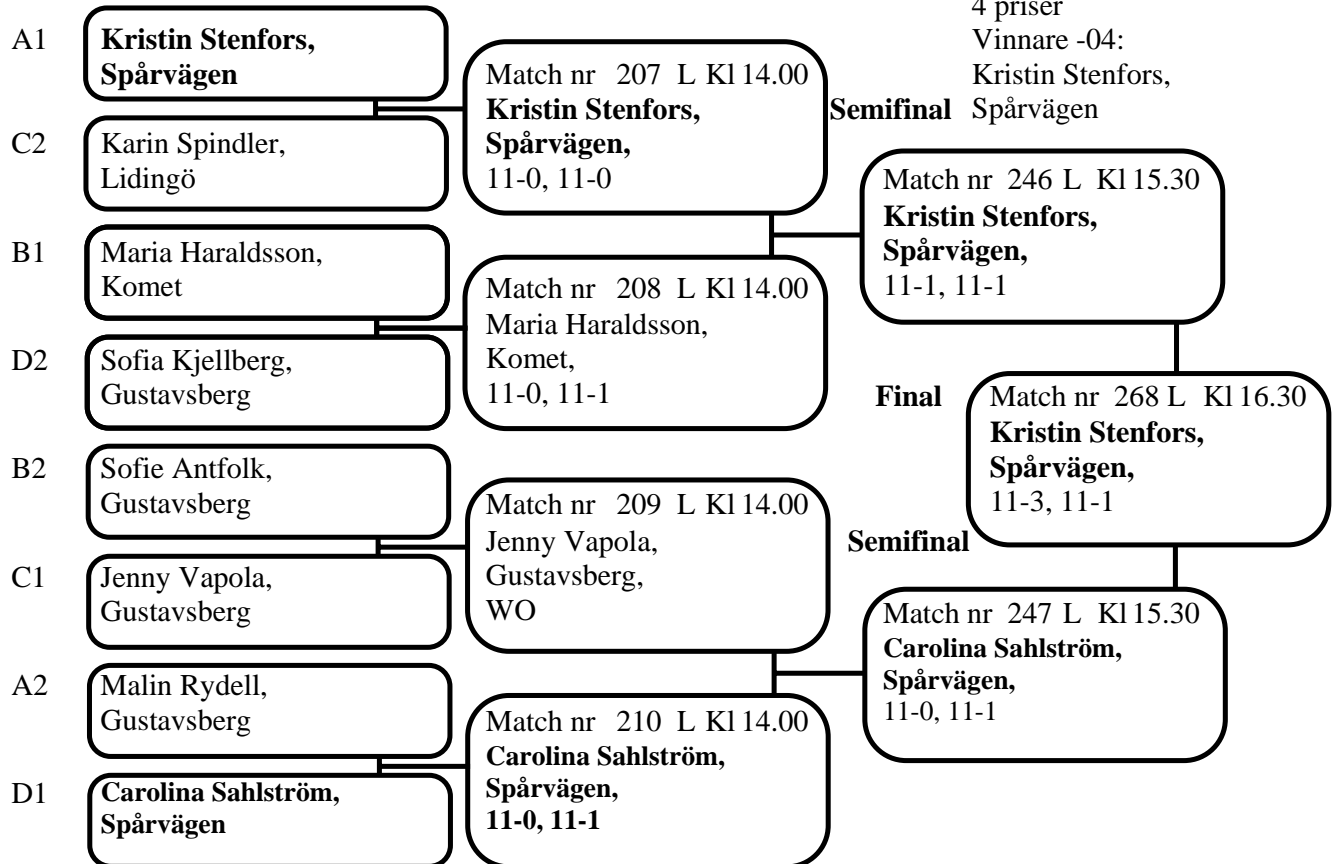 4 priser
Vinnare -04:
Kristin Stenfors,
Spårvägen
A1
Kristin Stenfors,
Spårvägen
C2
Karin Spindler,
Lidingö
B1
Maria Haraldsson,
Komet
D2
Sofia Kjellberg,
Gustavsberg
B2
Sofie Antfolk,
Gustavsberg
C1
Jenny Vapola,
Gustavsberg
A2
Malin Rydell,
Gustavsberg
D1
Carolina Sahlström,
Spårvägen
Match nr 207 L Kl 14.00
Kristin Stenfors,
Spårvägen,
11-0, 11-0
Match nr 208 L Kl 14.00
Maria Haraldsson,
Komet,
11-0, 11-1
Match nr 209 L Kl 14.00
Jenny Vapola,
Gustavsberg,
WO
Match nr 210 L Kl 14.00
Carolina Sahlström,
Spårvägen,
11-0, 11-1
Semifinal
Match nr 246 L Kl 15.30
Kristin Stenfors,
Spårvägen,
11-1, 11-1
Final
Match nr 268 L Kl 16.30
Kristin Stenfors,
Spårvägen,
11-3, 11-1
Semifinal
Match nr 247 L Kl 15.30
Carolina Sahlström,
Spårvägen,
11-0, 11-1